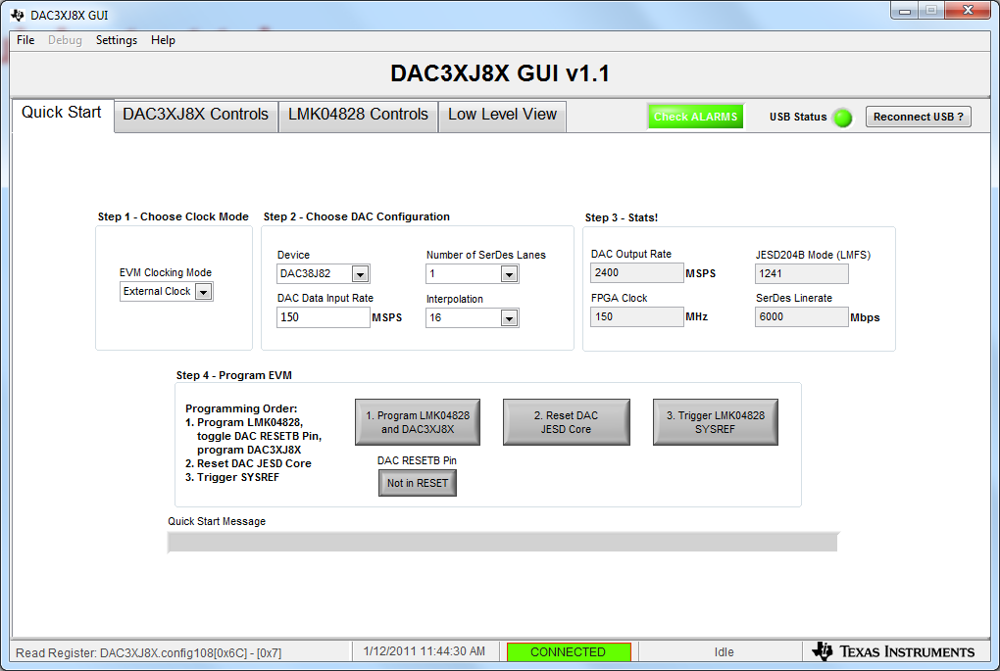 DAC3XJ8X GUI
File Debug Settings Help
DAC3XJ8X GUI v1.1
Quick Start DAC3XJ8X Controls LMK04828 Controls Low Level View Check ALARMS USB Status Reconnect USB ?
Step 1 - Choose Clock Mode
EVM Clocking Mode
External Clock
Step 2 - Choose DAC Configuration
Device Number of SerDes Lanes
DAC38J82 1
DAC Data Input Rate Interpolation
150 MSPS 16
Step 3 - Stats!
DAC Output Rate JESD204B Mode (LMFS)
2400 MSPS 1241
FPGA Clock SerDes Linerate
150 MHz 6000 Mbps
Step 4 - Program EVM
Programming Order:
1. Program LMK04828,
toggle DAC RESETB Pin,
program DAC3XJ8X
2. Reset DAC JESD Core
3. Trigger SYSREF
1. Program LMK04828
and DAC3XJ8X
2. Reset DAC
JESD Core
3. Trigger LMK04828
SYSREF
DAC RESETB Pin
Not in RESET
Quick Start Message
Read Register: DAC3XJ8X.config108[0x6C] - [0x7] 1/12/2011 11:44:30 AM CONNECTED Idle TEXAS INSTRUMENTS